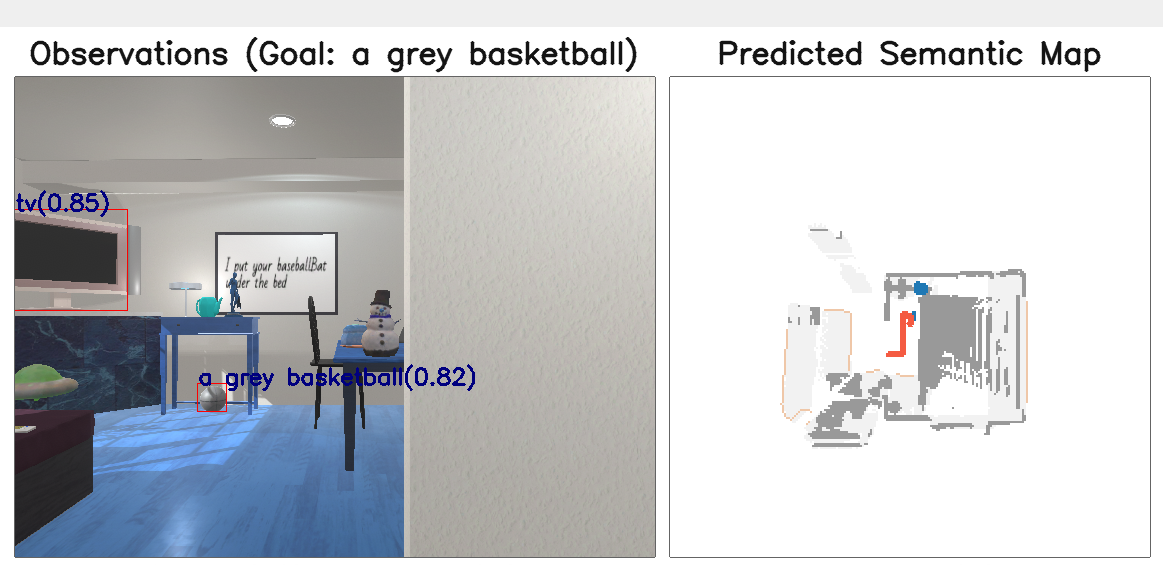 Observations (Goal: a grey basketball)
Predicted Semantic Map
tv(0.85)
I put your baseballBat
under the bed
a grey basketball(0.82)